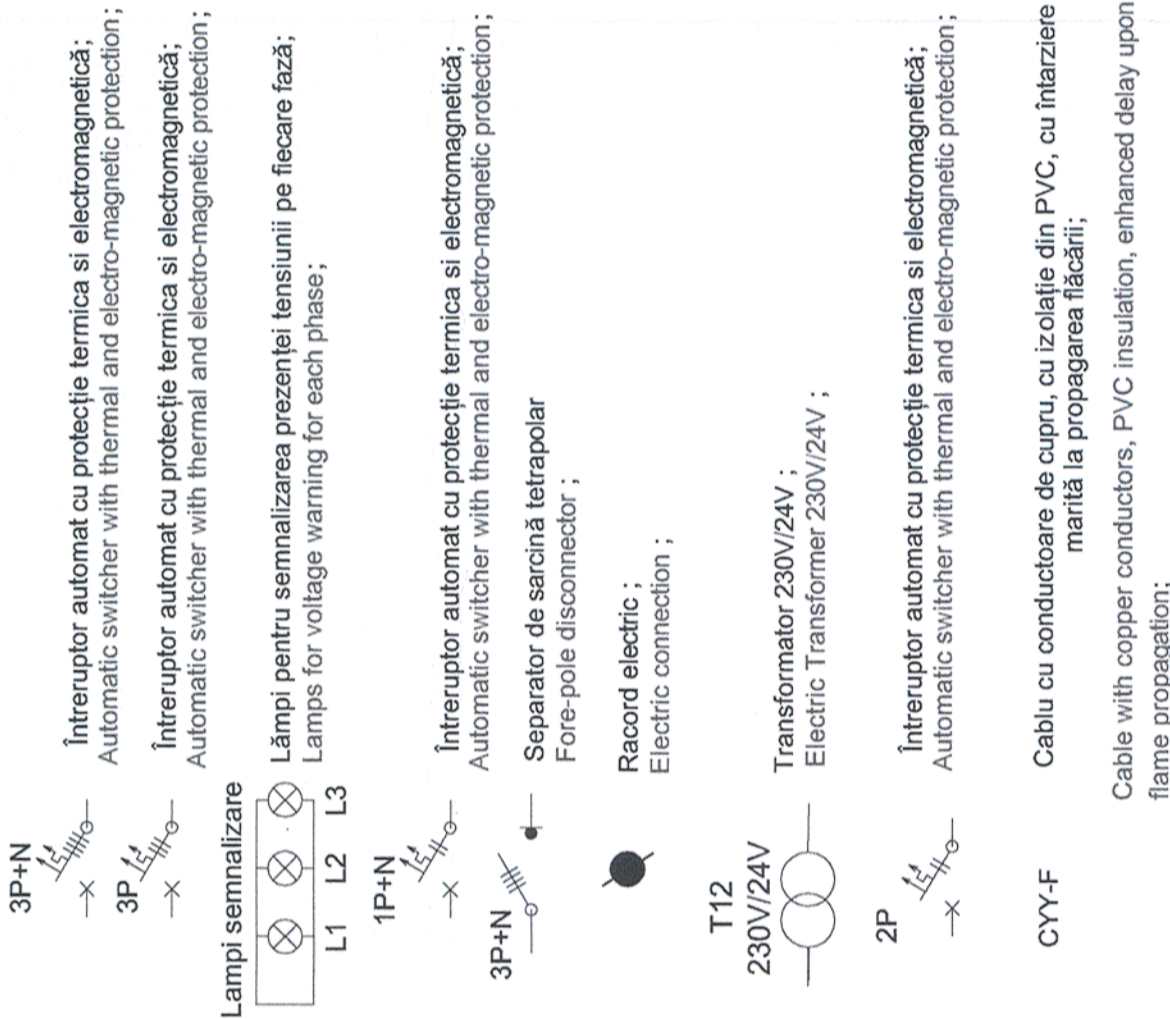 3P+N
Întreruptor automat cu protecție termica si electromagnetică;
Automatic switcher with thermal and electro-magnetic protection;
3P
Întreruptor automat cu protecție termica si electromagnetică;
Automatic switcher with thermal and electro-magnetic protection;
Lampi semnalizare
L1 L2 L3
Lămpi pentru semnalizarea prezenței tensiunii pe fiecare fază;
Lamps for voltage warning for each phase;
1P+N
Întreruptor automat cu protecție termica si electromagnetică;
Automatic switcher with thermal and electro-magnetic protection;
3P+N
Separator de sarcină tetrapolar
Fore-pole disconnector ;
Racord electric ;
Electric connection ;
T12
230V/24V
Transformator 230V/24V ;
Electric Transformer 230V/24V ;
2P
Întreruptor automat cu protecție termica si electromagnetică;
Automatic switcher with thermal and electro-magnetic protection;
CYY-F
Cablu cu conductoare de cupru, cu izolație din PVC, cu întarziere
marită la propagarea flăcării;
Cable with copper conductors, PVC insulation, enhanced delay upon
flame propagation;